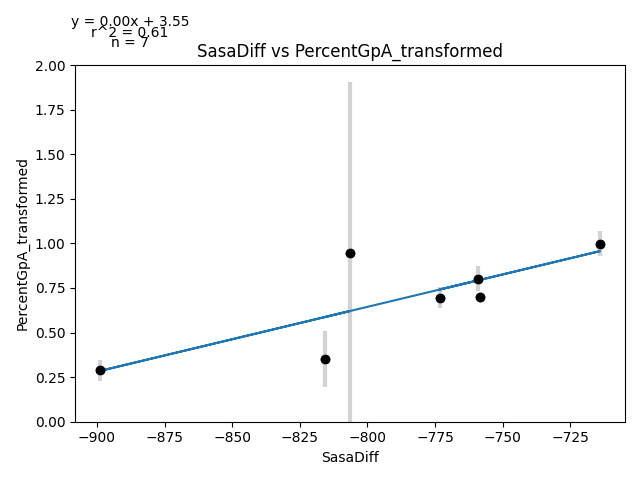 y = 0.00x + 3.55
r^2 = 0.61
n = 7
SasaDiff vs PercentGpA_transformed
2.00
1.75
1.50
1.25
1.00
0.75
0.50
0.25
0.00
PercentGpA_transformed
−900 −875 −850 −825 −800 −775 −750 −725
SasaDiff